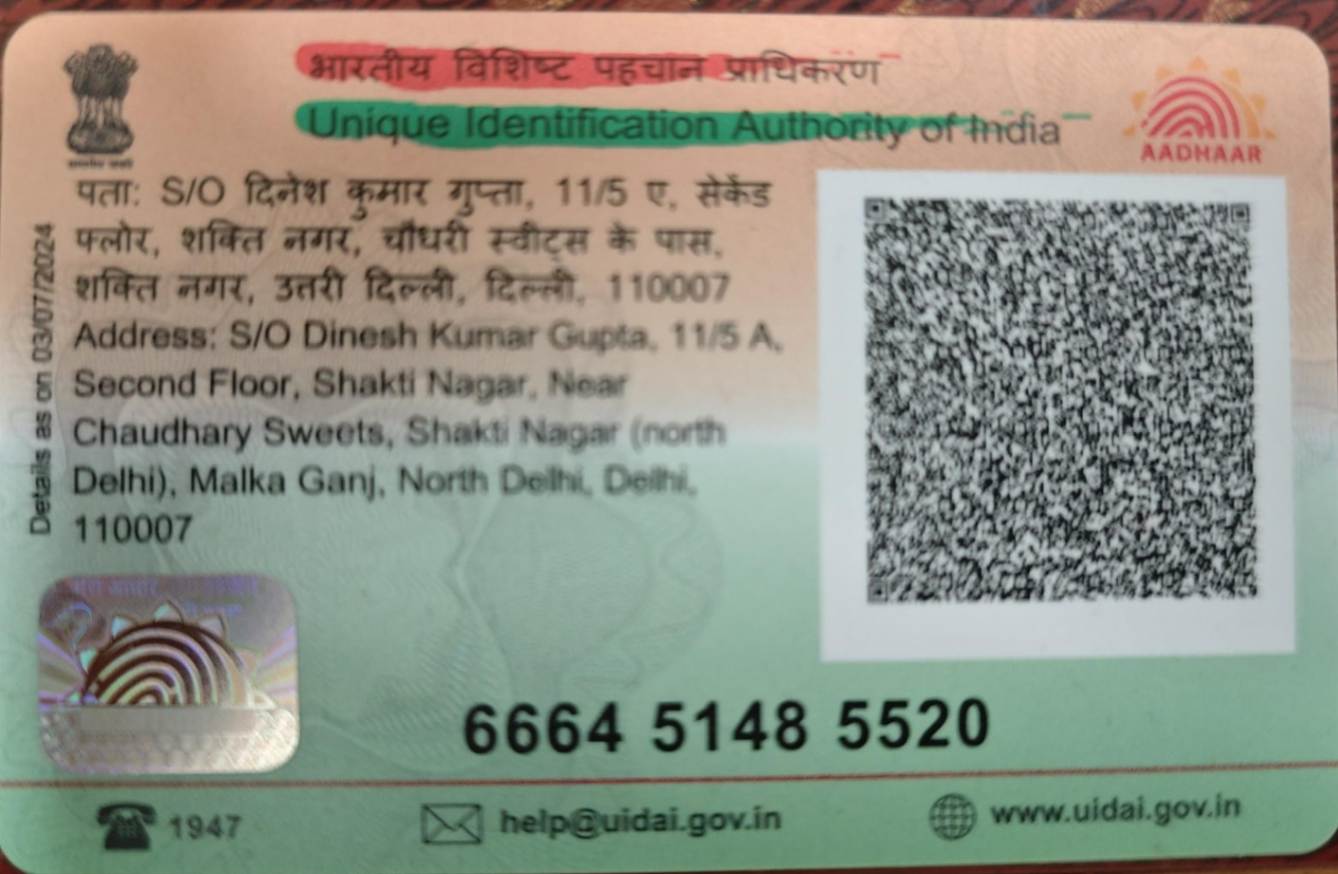 भारतीय विशिष्ट पहचान प्राधिकरण
Unique Identification Authority of India
AADHAAR
पता: S/O दिनेश कुमार गुप्ता, 11/5 ए, सेकेंड
फ्लोर, शक्ति नगर, चौधरी स्वीट्स के पास,
शक्ति नगर, उत्तरी दिल्ली, दिल्ली, 110007
Address: S/O Dinesh Kumar Gupta, 11/5 A,
Second Floor, Shakti Nagar, Near
Chaudhary Sweets, Shakti Nagar (north
Delhi), Malka Ganj, North Delhi, Delhi,
110007
Details as on 03/07/2024
6664 5148 5520
1947
help@uidai.gov.in
www.uidai.gov.in